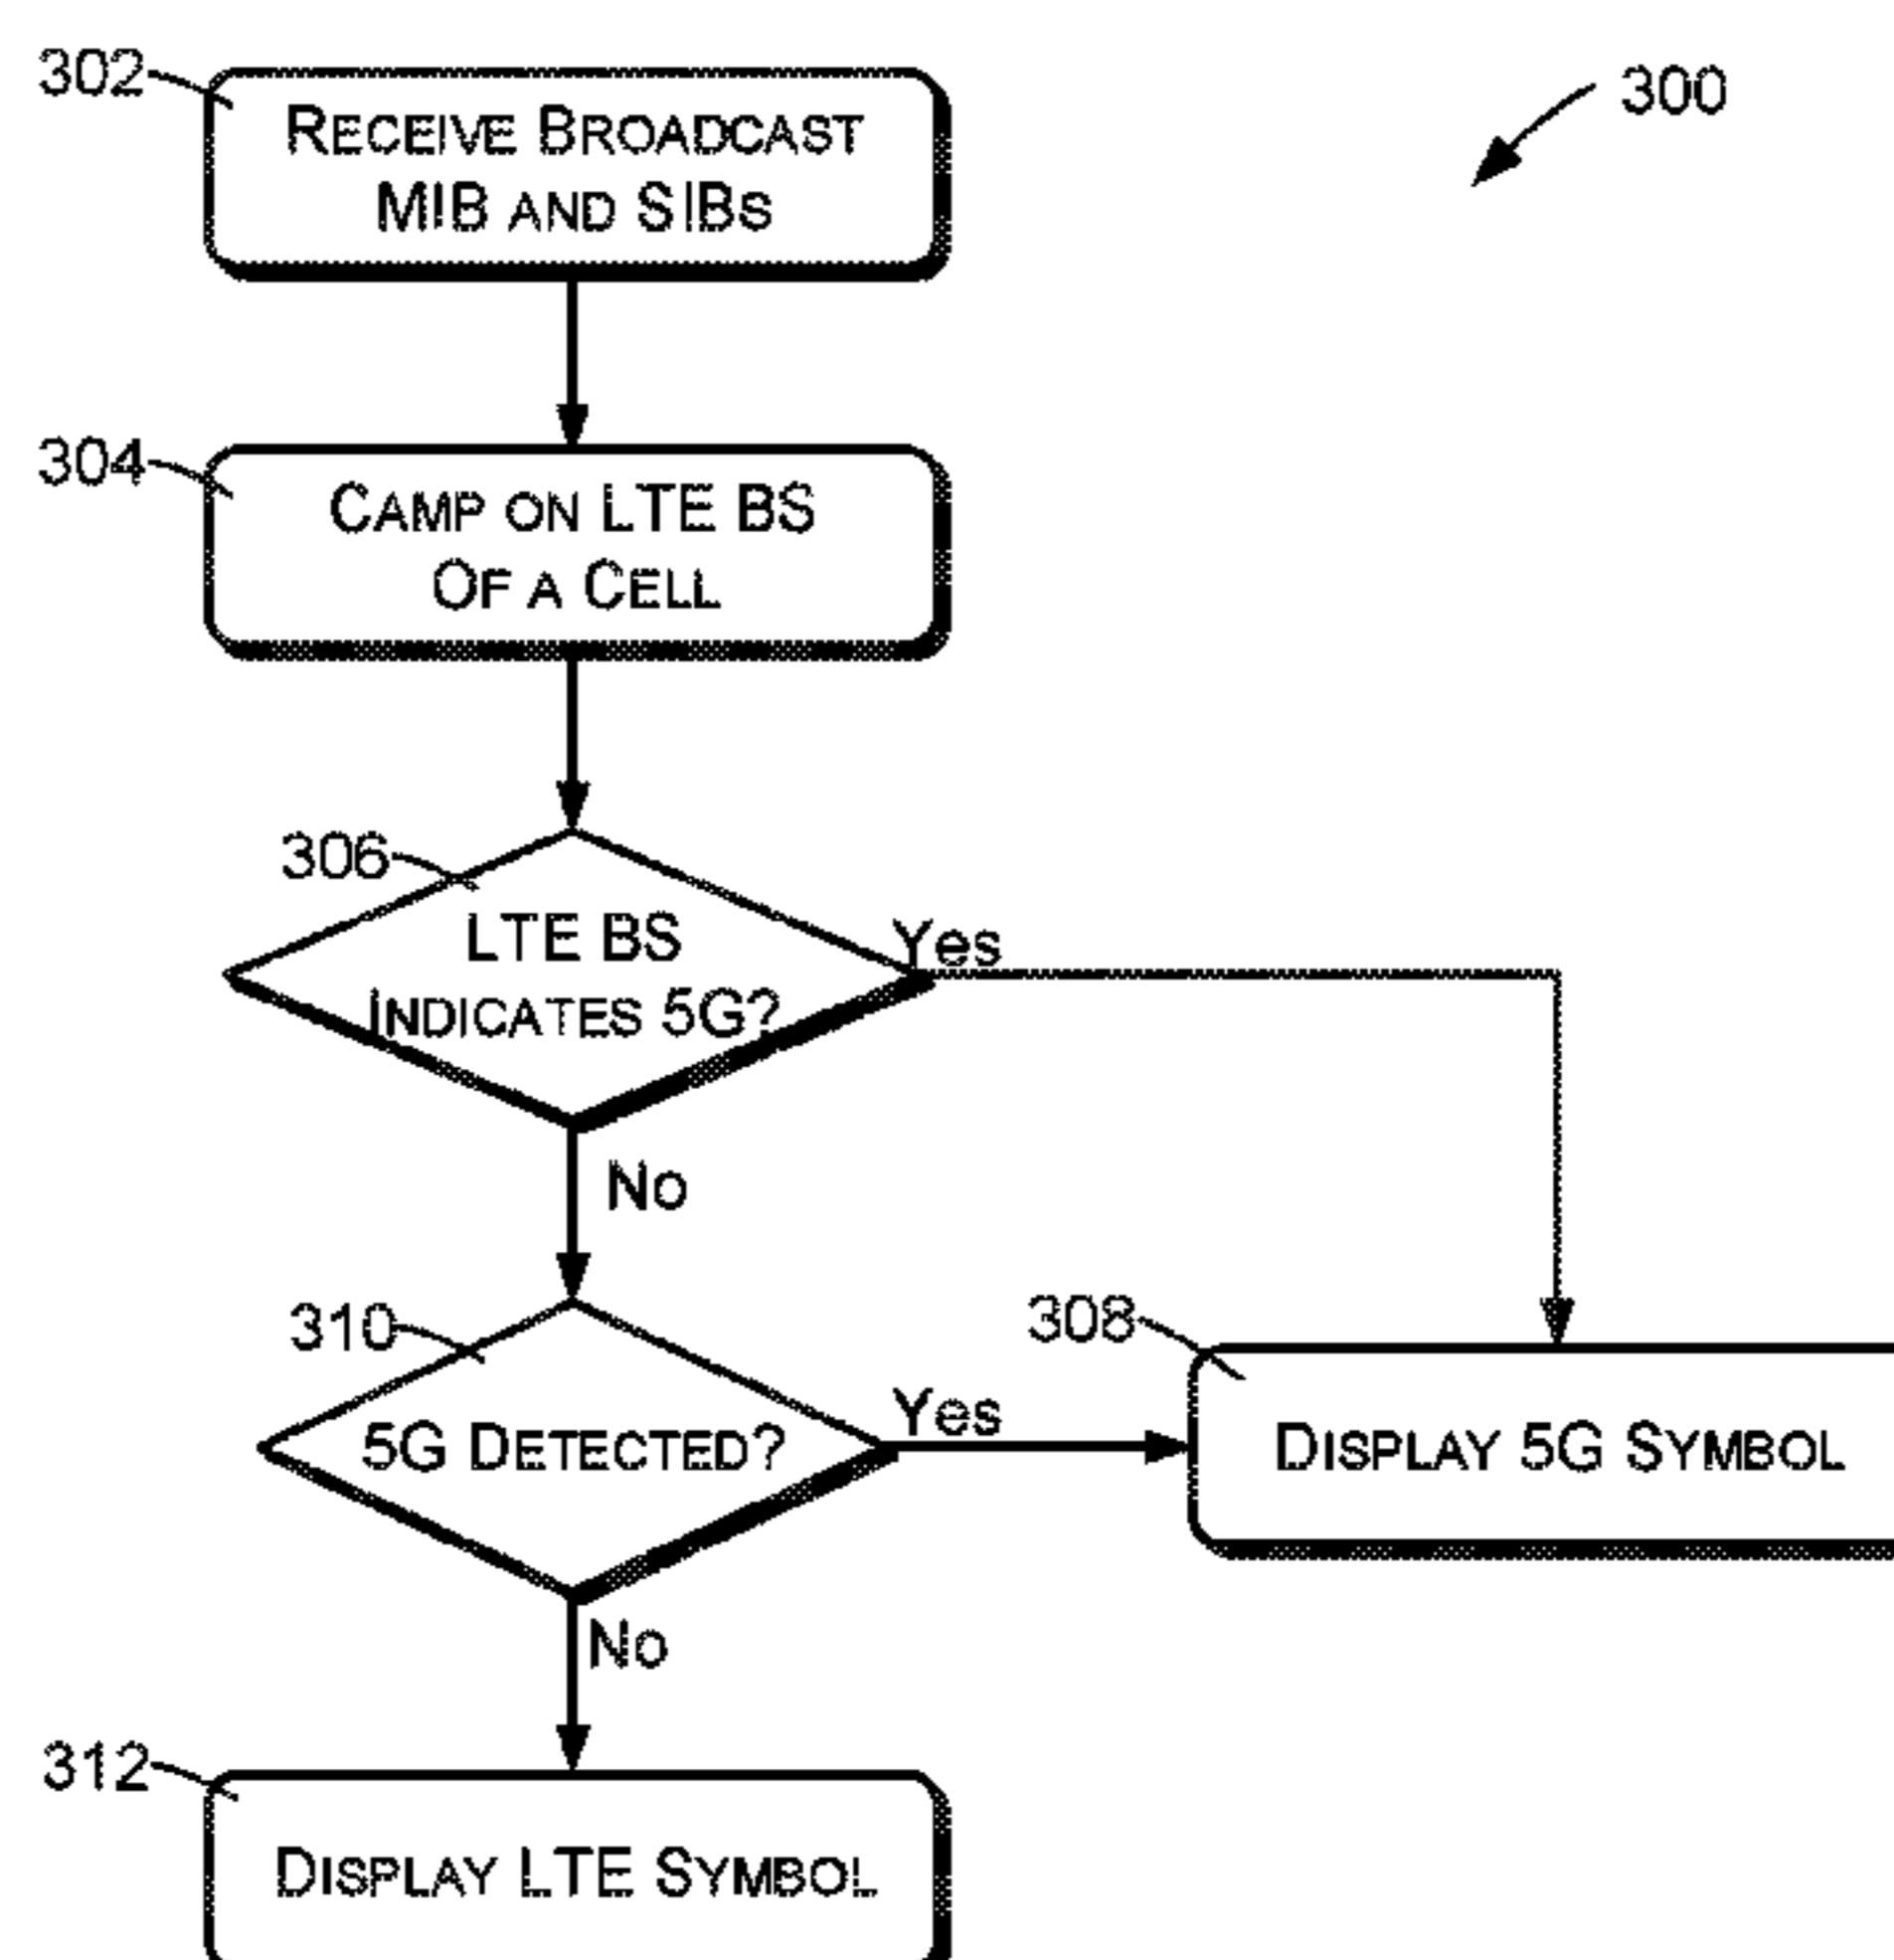 302
RECEIVE BROADCAST
MIB AND SIBS
300
304
CAMP ON LTE BS
OF A CELL
306
LTE BS
INDICATES 5G?
Yes
No
310
5G DETECTED?
Yes
308
DISPLAY 5G SYMBOL
No
312
DISPLAY LTE SYMBOL